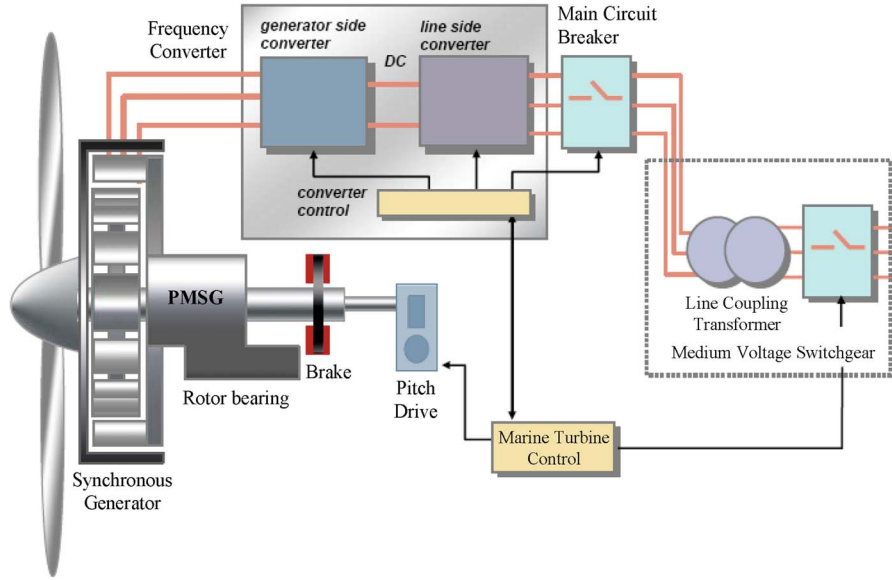 Frequency
Converter
generator side
converter
DC
line side
converter
Main Circuit
Breaker
converter
control
PMSG
Rotor bearing
Brake
Pitch
Drive
Line Coupling
Transformer
Medium Voltage Switchgear
Marine Turbine
Control
Synchronous
Generator